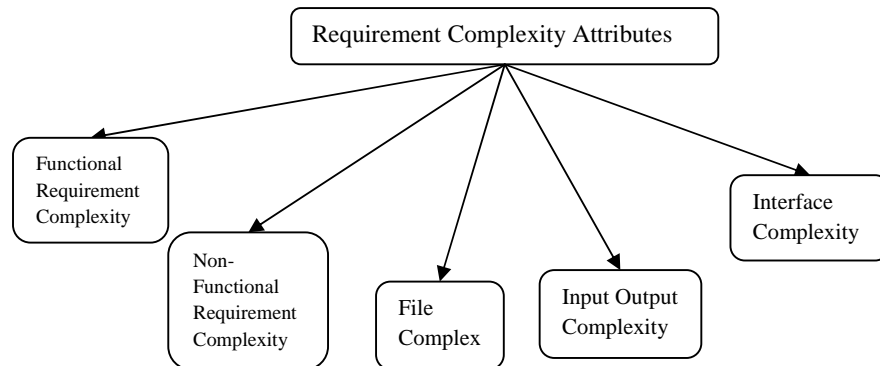 Requirement Complexity Attributes
Functional
Requirement
Complexity
Non-
Functional
Requirement
Complexity
File
Complex
Input Output
Complexity
Interface
Complexity